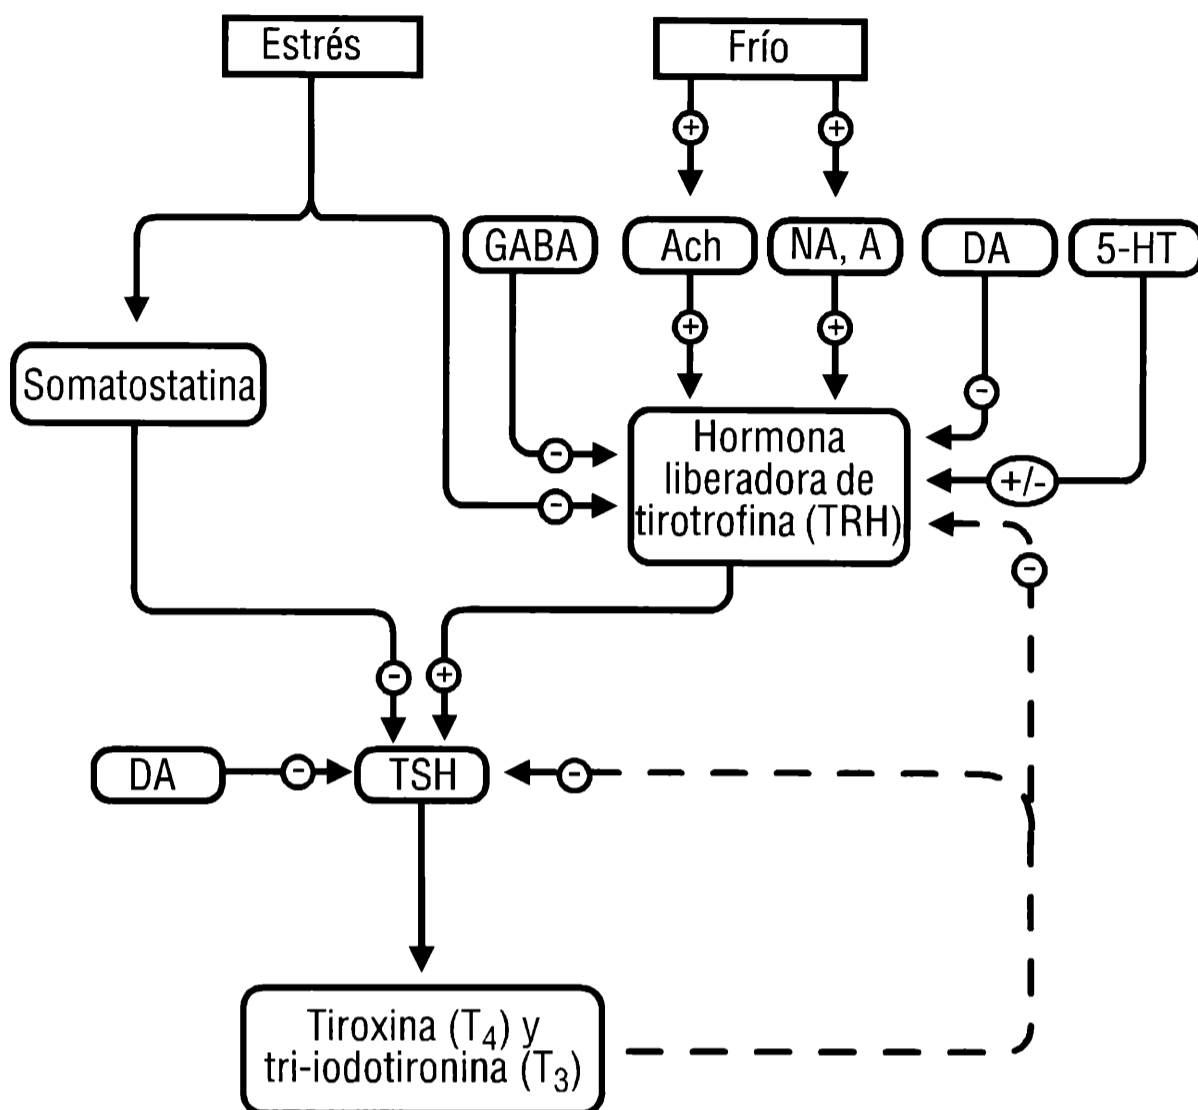 Estrés
Frío
+
+
GABA
Ach
NA, A
DA
5-HT
+
+
Somatostatina
-
Hormona
liberadora de
tirotrofina (TRH)
-
+/-
-
-
-
+
DA
-
TSH
-
Tiroxina (T₄) y
tri-iodotironina (T₃)